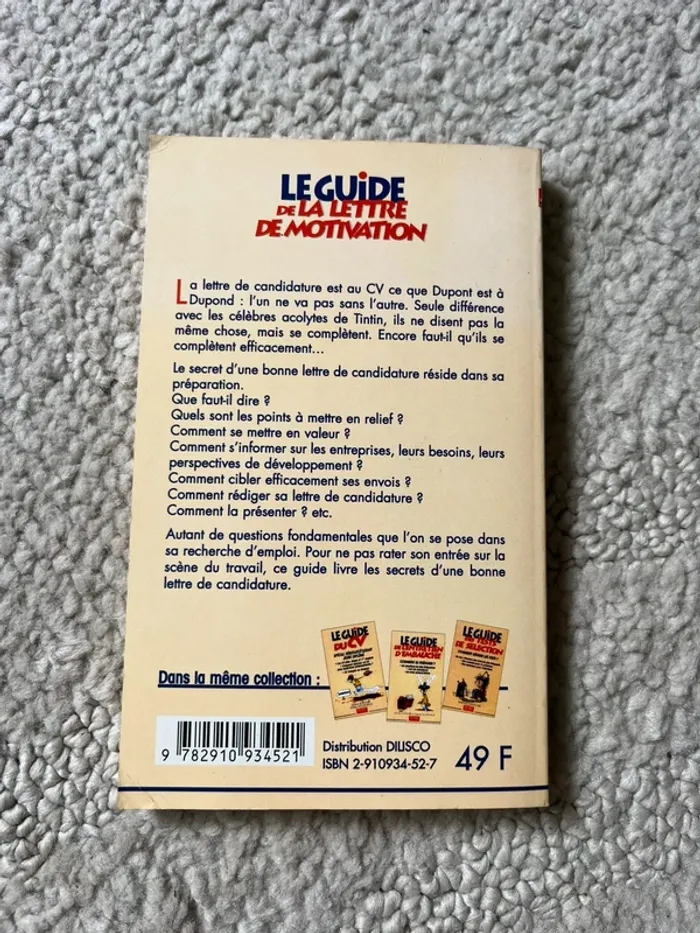 LE GUiDE
DE LA LETTRE
DE MOTIVATION
La lettre de candidature est au CV ce que Dupont est à
Dupond : l'un ne va pas sans l'autre. Seule différence
avec les célèbres acolytes de Tintin, ils ne disent pas la
même chose, mais se complètent. Encore faut-il qu'ils se
complètent efficacement...
Le secret d'une bonne lettre de candidature réside dans sa
préparation.
Que faut-il dire ?
Quels sont les points à mettre en relief ?
Comment se mettre en valeur ?
Comment s'informer sur les entreprises, leurs besoins, leurs
perspectives de développement ?
Comment cibler efficacement ses envois ?
Comment rédiger sa lettre de candidature ?
Comment la présenter ? etc.
Autant de questions fondamentales que l'on se pose dans
sa recherche d'emploi. Pour ne pas rater son entrée sur la
scène du travail, ce guide livre les secrets d'une bonne
lettre de candidature.
Dans la même collection :
LE GUiDE
DU CV
LE GUiDE
DE L'ENTRETIEN
D'EMBAUCHE
LE GUiDE
DES TESTS
DE SELECTION
9 782910 934521
Distribution DILISCO
ISBN 2-910934-52-7
49 F